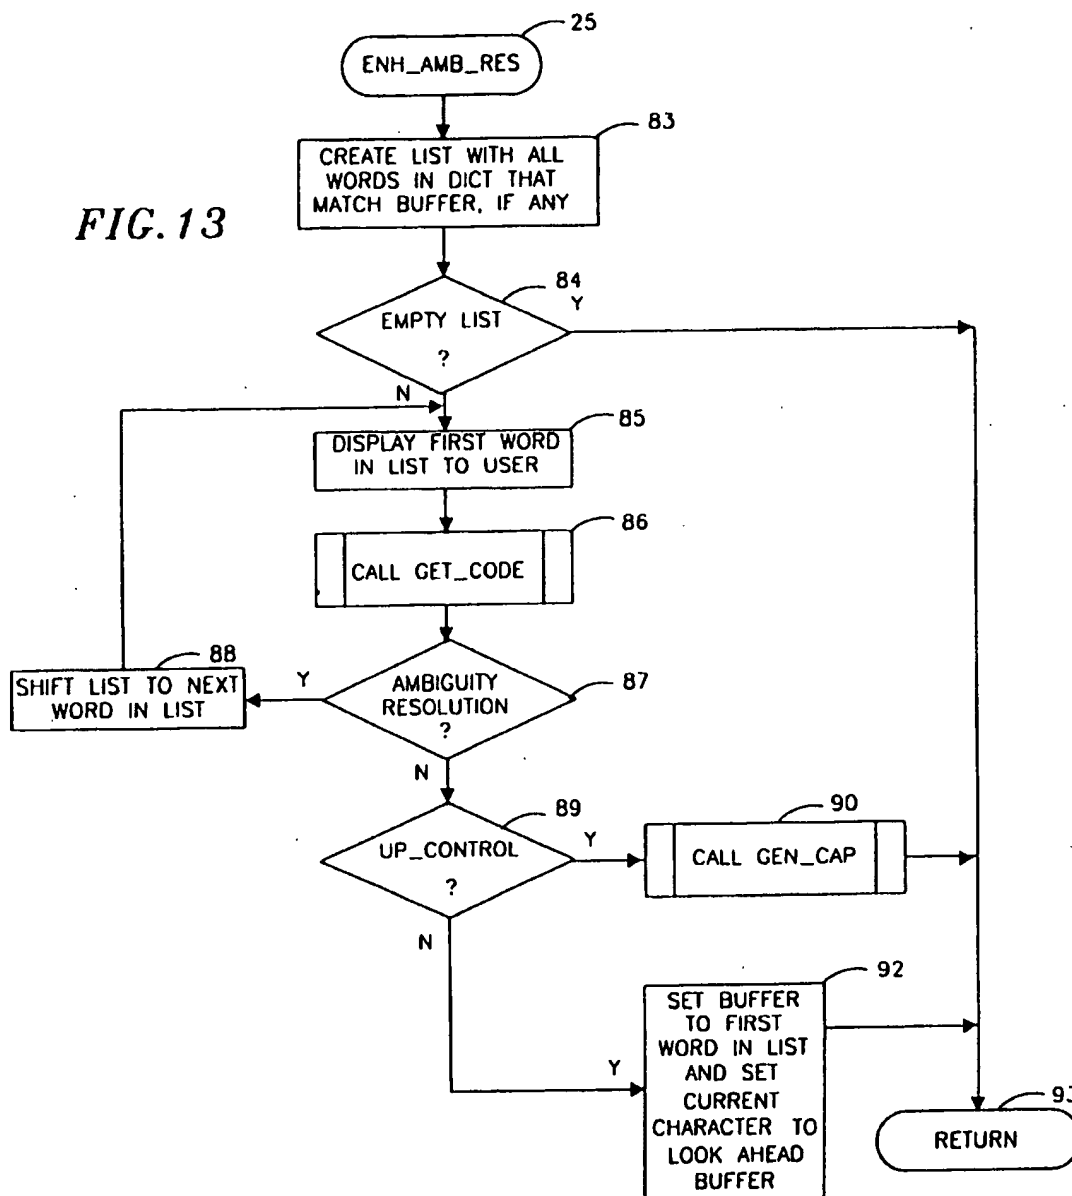 25
ENH_AMB_RES
83
CREATE LIST WITH ALL
WORDS IN DICT THAT
MATCH BUFFER, IF ANY
FIG.13
84
Y
EMPTY LIST
?
N
85
DISPLAY FIRST WORD
IN LIST TO USER
86
CALL GET_CODE
88
SHIFT LIST TO NEXT
WORD IN LIST
Y
AMBIGUITY
RESOLUTION
?
87
N
89
UP_CONTROL
?
Y
90
CALL GEN_CAP
N
92
SET BUFFER
TO FIRST
WORD IN LIST
AND SET
CURRENT
CHARACTER TO
LOOK AHEAD
BUFFER
Y
93
RETURN